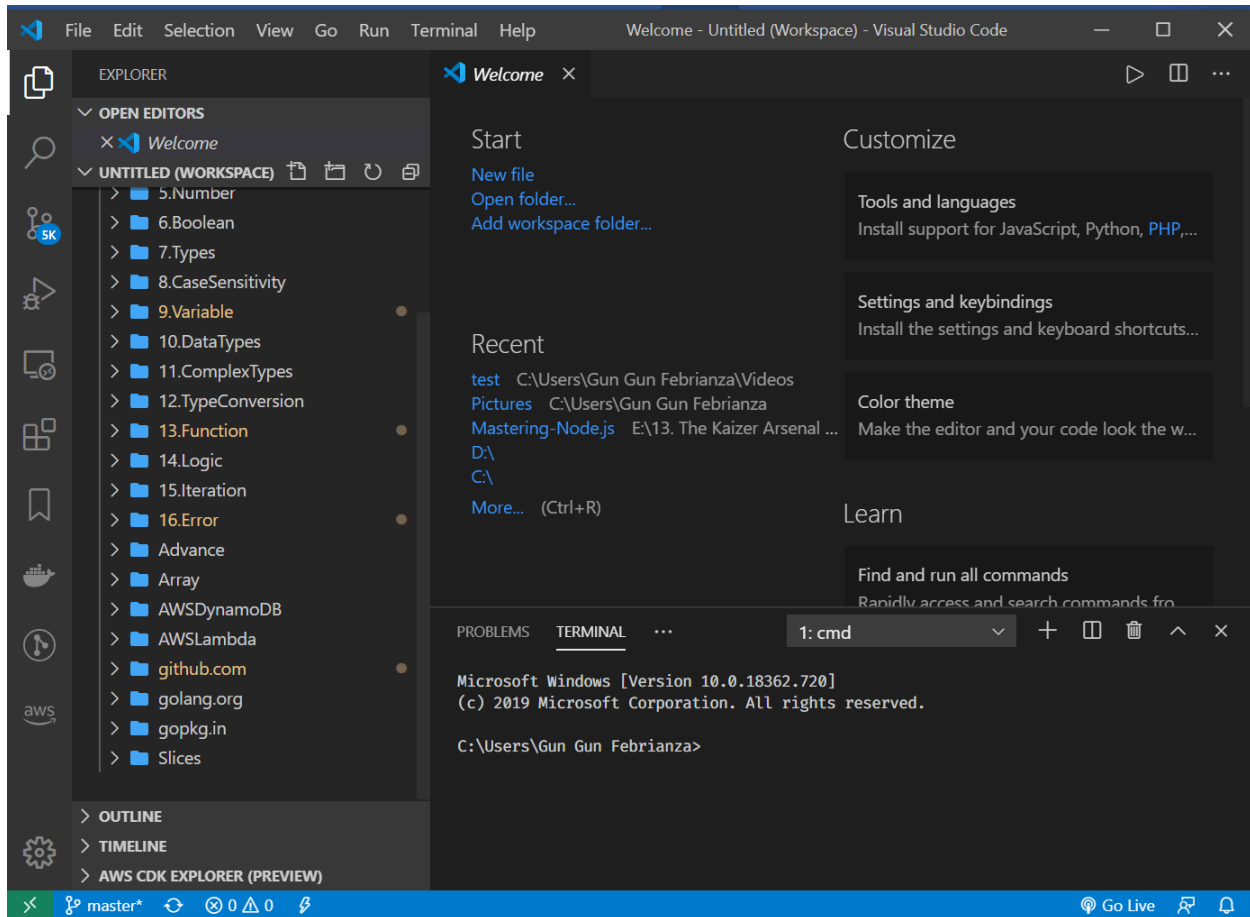 File Edit Selection View Go Run Terminal Help Welcome - Untitled (Workspace) - Visual Studio Code
EXPLORER
OPEN EDITORS
Welcome
UNTITLED (WORKSPACE)
5.Number
6.Boolean
7.Types
8.CaseSensitivity
9.Variable
10.DataTypes
11.ComplexTypes
12.TypeConversion
13.Function
14.Logic
15.Iteration
16.Error
Advance
Array
AWSDynamoDB
AWSLambda
github.com
golang.org
gopkg.in
Slices
OUTLINE
TIMELINE
AWS CDK EXPLORER (PREVIEW)
5K
aws
Welcome
Start
New file
Open folder...
Add workspace folder...
Recent
test C:\Users\Gun Gun Febrianza\Videos
Pictures C:\Users\Gun Gun Febrianza
Mastering-Node.js E:\13. The Kaizer Arsenal ...
D:\
C:\
More... (Ctrl+R)
Customize
Tools and languages
Install support for JavaScript, Python, PHP,...
Settings and keybindings
Install the settings and keyboard shortcuts...
Color theme
Make the editor and your code look the w...
Learn
Find and run all commands
Rapidly access and search commands fro
PROBLEMS TERMINAL ...
1: cmd
Microsoft Windows [Version 10.0.18362.720]
(c) 2019 Microsoft Corporation. All rights reserved.
C:\Users\Gun Gun Febrianza>
master* 0 0 Go Live